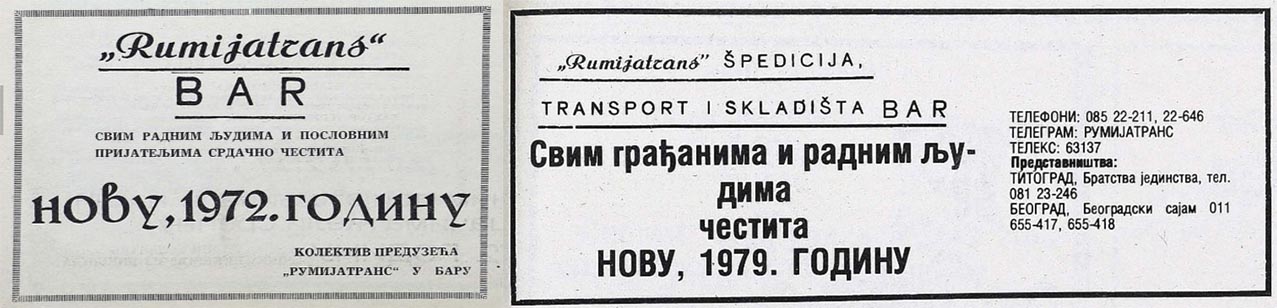 „Rumijatrans“
BAR
СВИМ РАДНИМ ЉУДИМА И ПОСЛОВНИМ
ПРИЈАТЕЉИМА СРДАЧНО ЧЕСТИТА
НОВУ, 1972. ГОДИНУ
КОЛЕКТИВ ПРЕДУЗЕЋА
„РУМИЈАТРАНС“ У БАРУ
„Rumijatrans” ŠPEDICIJA,
TRANSPORT I SKLADIŠTA BAR
Свим грађанима и радним љу-
дима
честита
НОВУ, 1979. ГОДИНУ
ТЕЛЕФОНИ: 085 22-211, 22-646
ТЕЛЕГРАМ: РУМИЈАТРАНС
ТЕЛЕКС: 63137
Представништва:
ТИТОГРАД, Братства јединства, тел.
081 23-246
БЕОГРАД, Београдски сајам 011
655-417, 655-418